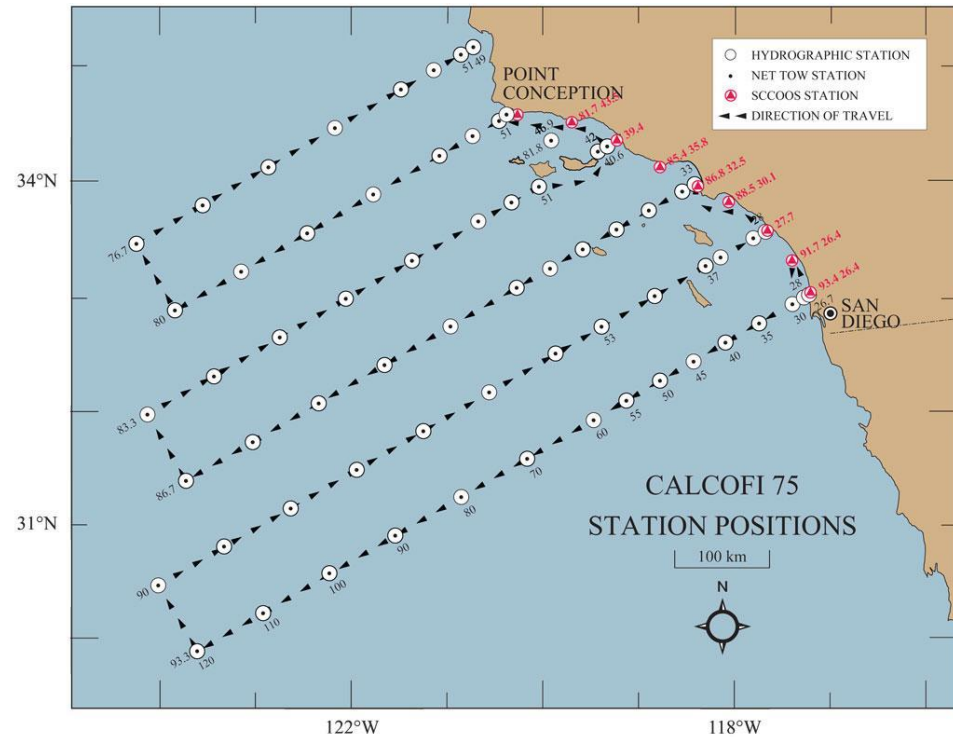 HYDROGRAPHIC STATION
NET TOW STATION
SCCOOS STATION
DIRECTION OF TRAVEL
51 49
POINT
CONCEPTION
51
81.7 43.5
46.9
81.8
42
39.4
40.6
34°N
85.4 35.8
33
86.8 32.5
51
88.5 30.1
28
27.7
76.7
91.7 26.4
37
28
93.4 26.4
26.7
80
30
SAN
DIEGO
35
53
40
45
50
83.3
55
60
86.7
70
CALCOFI 75
80
STATION POSITIONS
31°N
90
100 km
100
90
N
110
93.3
120
122°W
118°W